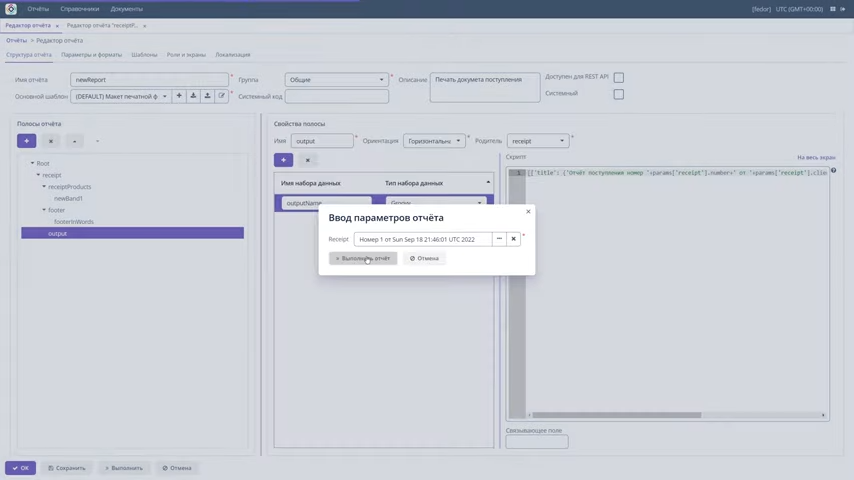 Отчёты Справочники Документы [fedor] UTC (GMT+00:00)
Редактор отчёта × Редактор отчёта "receiptP... ×
Отчёты > Редактор отчёта
Структура отчёта Параметры и форматы Шаблоны Роли и экраны Локализация
Имя отчёта newReport * Группа Общие * Описание Печать докумета поступления Доступен для REST API
Основной шаблон (DEFAULT) Макет печатной ф * Системный код Системный
Полосы отчёта
Свойства полосы
Имя output * Ориентация Горизонтальн * Родитель receipt *
Скрипт На весь экран
Имя набора данных Тип набора данных
1 [['title': ('Отчёт поступления номер "+params['receipt'].number+" от "+params['receipt'].clie
outputName Groovy
Root
receipt
receiptProducts
newBand1
footer
footerInWords
output
Ввод параметров отчёта
Receipt Номер 1 от Sun Sep 18 21:46:01 UTC 2022 *
Выполнить отчёт Отмена
Связывающее поле
OK Сохранить Выполнить Отмена